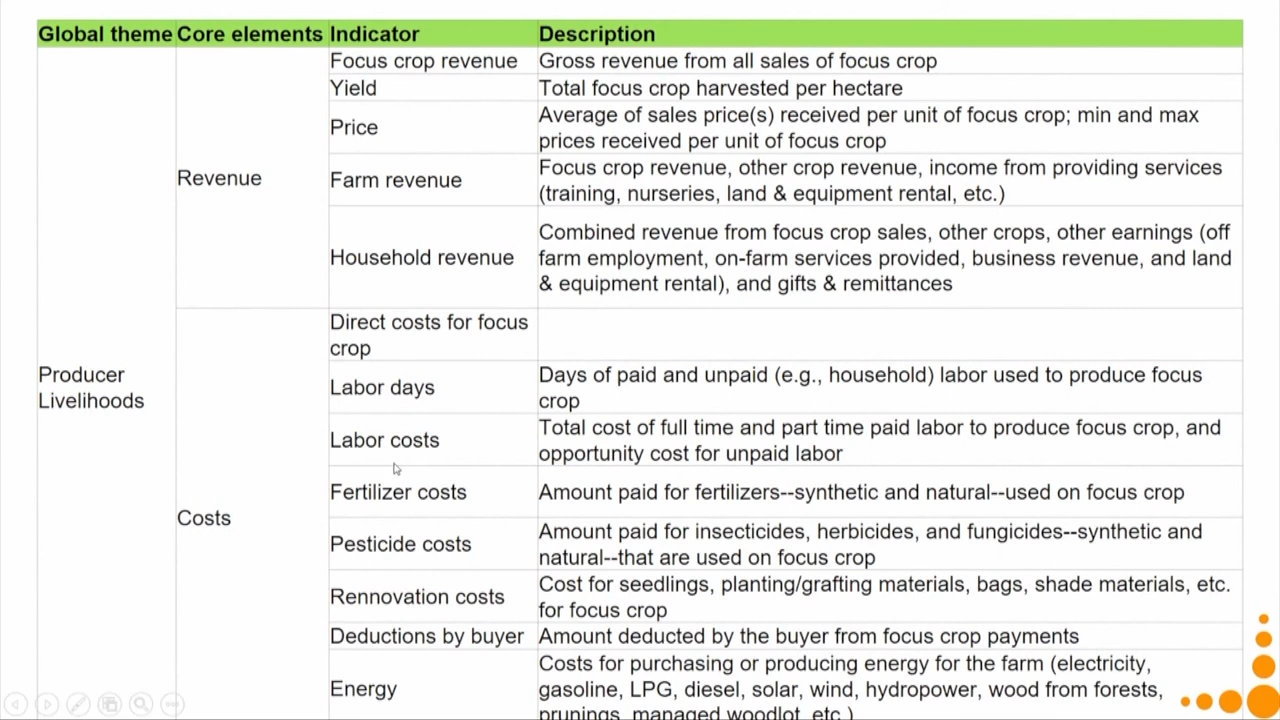 Global theme Core elements Indicator Description
Focus crop revenue Gross revenue from all sales of focus crop
Yield Total focus crop harvested per hectare
Price Average of sales price(s) received per unit of focus crop; min and max
prices received per unit of focus crop
Revenue
Farm revenue Focus crop revenue, other crop revenue, income from providing services
(training, nurseries, land & equipment rental, etc.)
Household revenue Combined revenue from focus crop sales, other crops, other earnings (off
farm employment, on-farm services provided, business revenue, and land
& equipment rental), and gifts & remittances
Producer
Livelihoods
Costs
Direct costs for focus
crop
Labor days Days of paid and unpaid (e.g., household) labor used to produce focus
crop
Labor costs Total cost of full time and part time paid labor to produce focus crop, and
opportunity cost for unpaid labor
Fertilizer costs Amount paid for fertilizers--synthetic and natural--used on focus crop
Pesticide costs Amount paid for insecticides, herbicides, and fungicides--synthetic and
natural--that are used on focus crop
Rennovation costs Cost for seedlings, planting/grafting materials, bags, shade materials, etc.
for focus crop
Deductions by buyer Amount deducted by the buyer from focus crop payments
Energy Costs for purchasing or producing energy for the farm (electricity,
gasoline, LPG, diesel, solar, wind, hydropower, wood from forests,
prunings, managed woodlot, etc.)